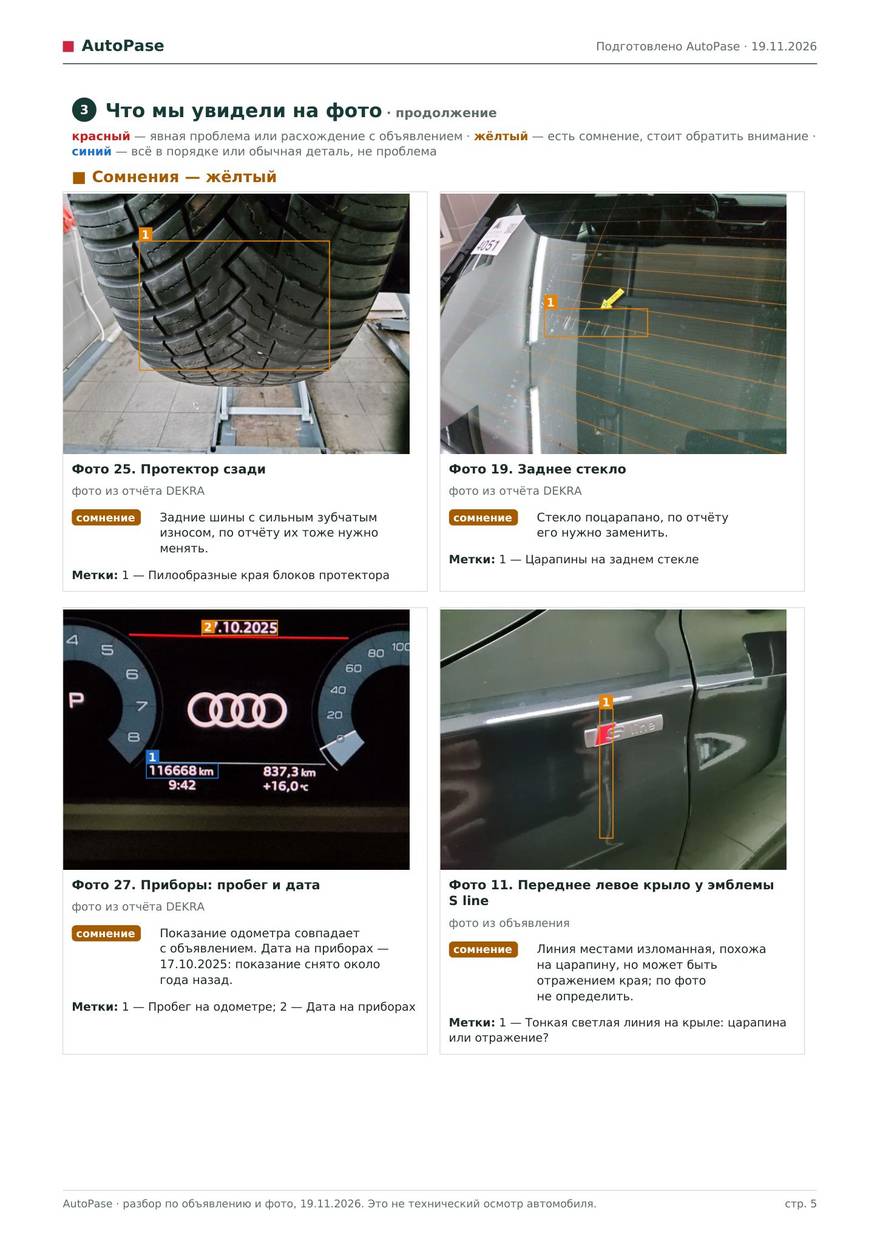 AutoPase
Подготовлено AutoPase · 19.11.2026
3 Что мы увидели на фото · продолжение
красный — явная проблема или расхождение с объявлением · жёлтый — есть сомнение, стоит обратить внимание ·
синий — всё в порядке или обычная деталь, не проблема
Сомнения — жёлтый
1
Фото 25. Протектор сзади
фото из отчёта DEKRA
сомнение
Задние шины с сильным зубчатым
износом, по отчёту их тоже нужно
менять.
Метки: 1 — Пилообразные края блоков протектора
4051
1
Фото 19. Заднее стекло
фото из отчёта DEKRA
сомнение
Стекло поцарапано, по отчёту
его нужно заменить.
Метки: 1 — Царапины на заднем стекле
2
7.10.2025
4 5 6 7 8
P
100 80 60 40 20 0
1
116668 km 837,3 km
9:42 +16,0 °C
Фото 27. Приборы: пробег и дата
фото из отчёта DEKRA
сомнение
Показание одометра совпадает
с объявлением. Дата на приборах —
17.10.2025: показание снято около
года назад.
Метки: 1 — Пробег на одометре; 2 — Дата на приборах
1
S line
Фото 11. Переднее левое крыло у эмблемы
S line
фото из объявления
сомнение
Линия местами изломанная, похожа
на царапину, но может быть
отражением края; по фото
не определить.
Метки: 1 — Тонкая светлая линия на крыле: царапина
или отражение?
AutoPase · разбор по объявлению и фото, 19.11.2026. Это не технический осмотр автомобиля.
стр. 5